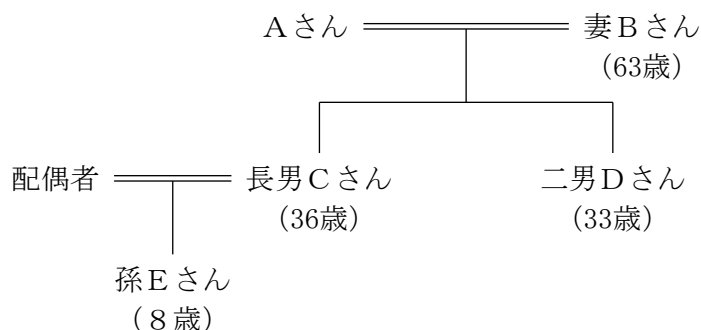 Aさん 妻Bさん
(63歳)
配偶者 長男Cさん 二男Dさん
(36歳) (33歳)
孫Eさん
(8歳)